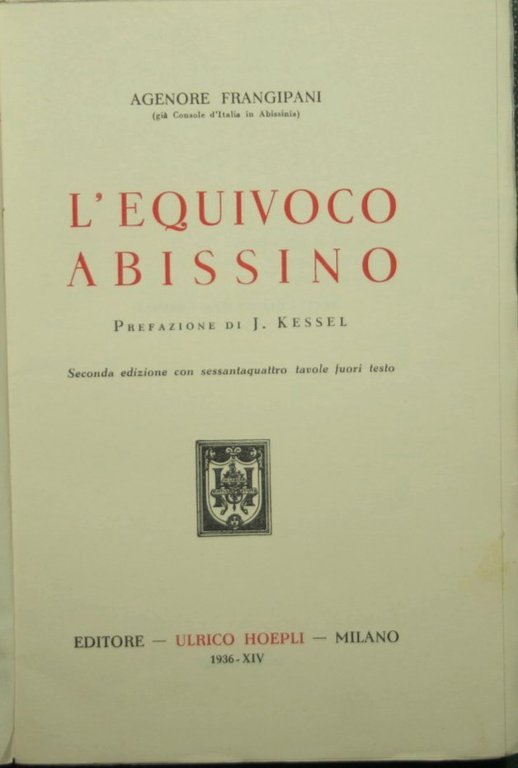 AGENORE FRANGIPANI
(già Console d'Italia in Abissinia)
L'EQUIVOCO
ABISSINO
PREFAZIONE DI J. KESSEL
Seconda edizione con sessantaquattro tavole fuori testo
EDITORE — ULRICO HOEPLI — MILANO
1936-XIV